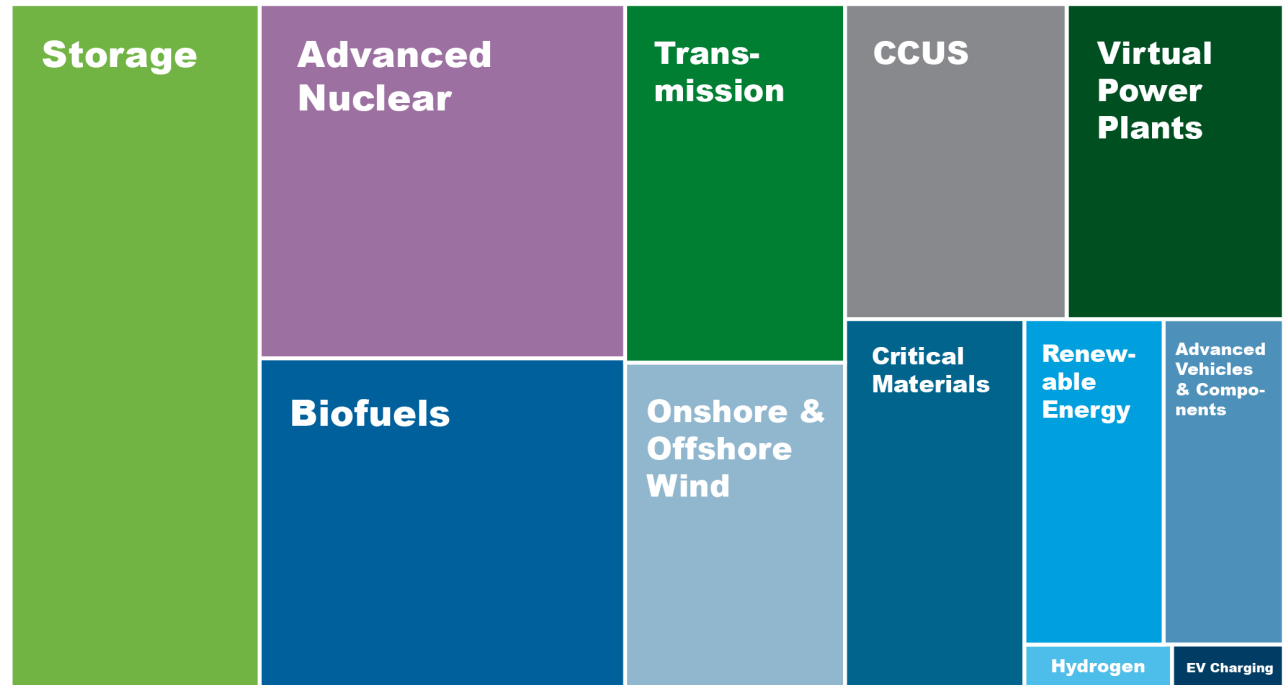 Storage
Advanced
Nuclear
Trans-
mission
CCUS
Virtual
Power
Plants
Biofuels
Onshore &
Offshore
Wind
Critical
Materials
Renew-
able
Energy
Advanced
Vehicles
& Compo-
nents
Hydrogen
EV Charging